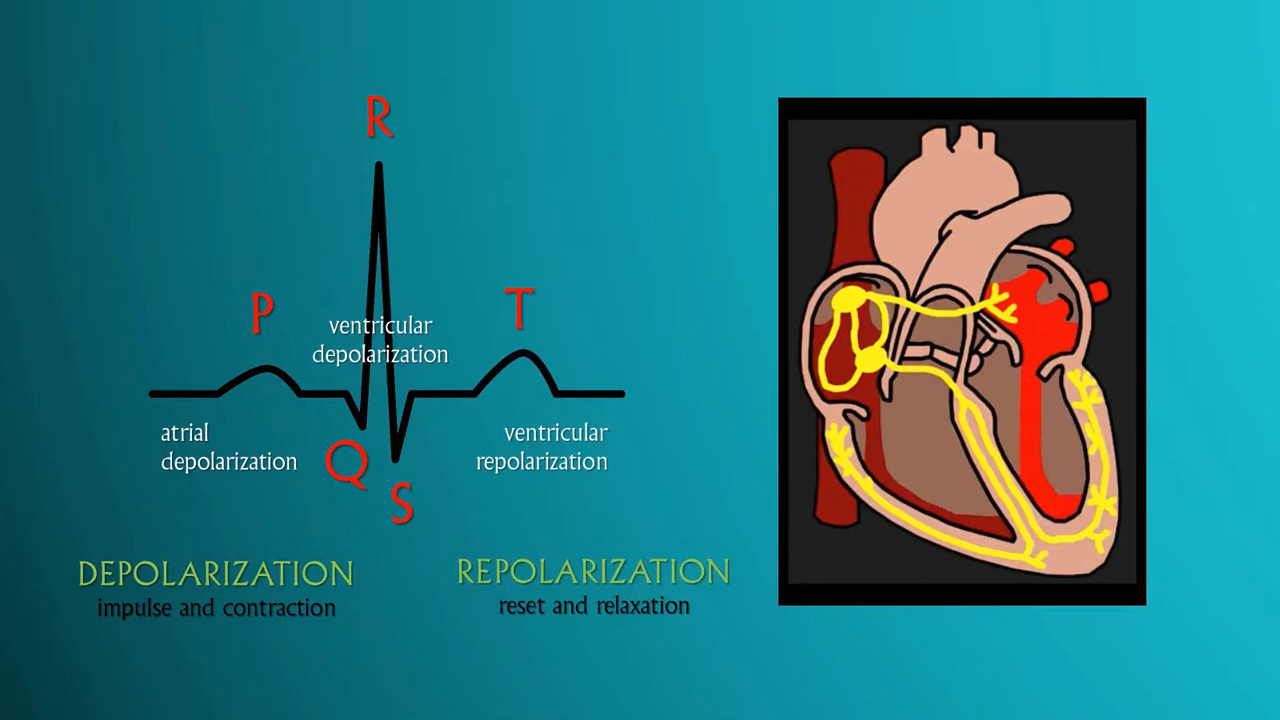 R
P
T
ventricular
depolarization
atrial
depolarization
Q
S
ventricular
repolarization
DEPOLARIZATION
impulse and contraction
REPOLARIZATION
reset and relaxation